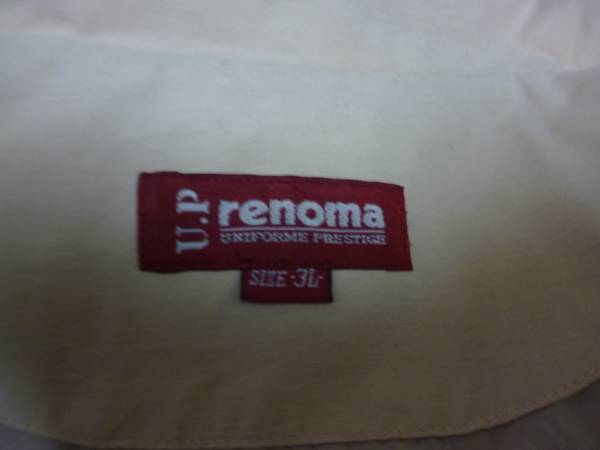 U.P
renoma
UNIFORME PRESTIGE
SIZE -3L-